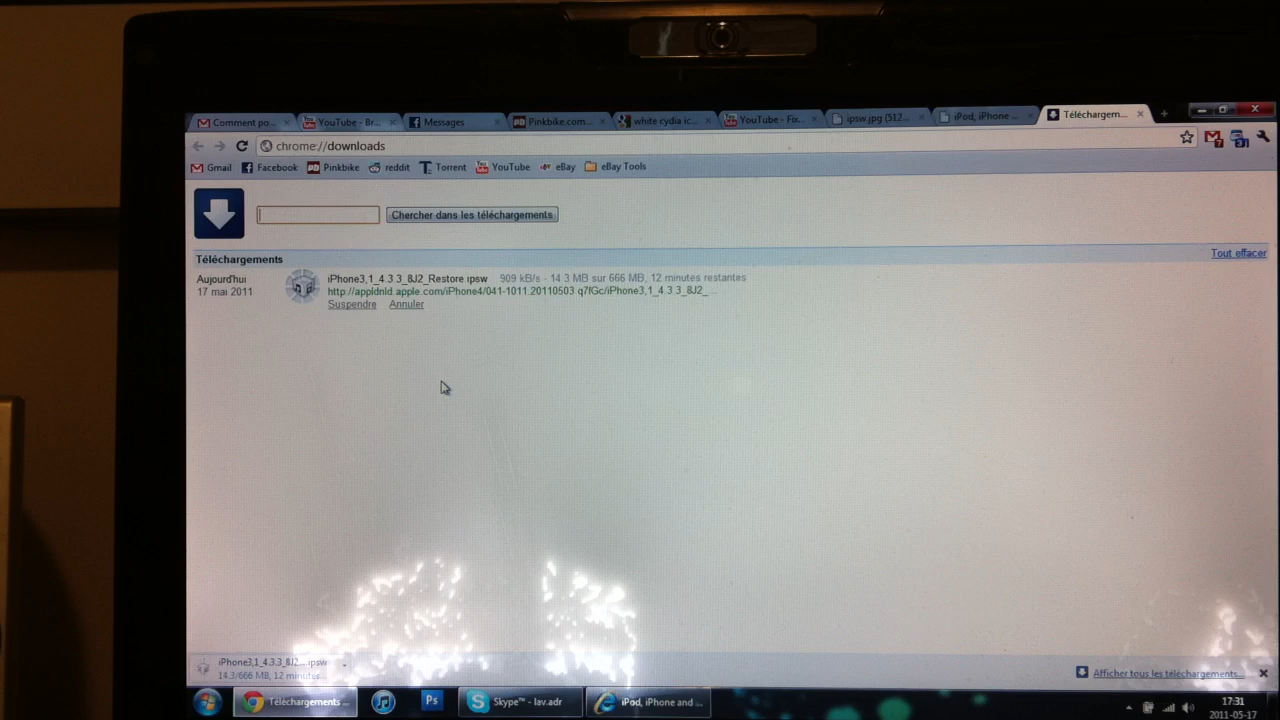 Comment po... YouTube - Br... Messages Pinkbike.com... white cydia ic... YouTube - Fix... ipsw.jpg (512... iPod, iPhone ... Téléchargem...
chrome://downloads
Gmail Facebook Pinkbike reddit Torrent YouTube eBay eBay Tools
Chercher dans les téléchargements
Téléchargements Tout effacer
Aujourd'hui iPhone3,1_4.3.3_8J2_Restore.ipsw 909 kB/s - 14.3 MB sur 666 MB, 12 minutes restantes
17 mai 2011 http://appldnld.apple.com/iPhone4/041-1011.20110503.q7fGc/iPhone3,1_4.3.3_8J2_...
Suspendre Annuler
iPhone3,1_4.3.3_8J2....ipsw
14.3/666 MB, 12 minutes... Afficher tous les téléchargements...
Téléchargements ... Ps Skype™ - lav.adr iPod, iPhone and ... 17:31
2011-05-17